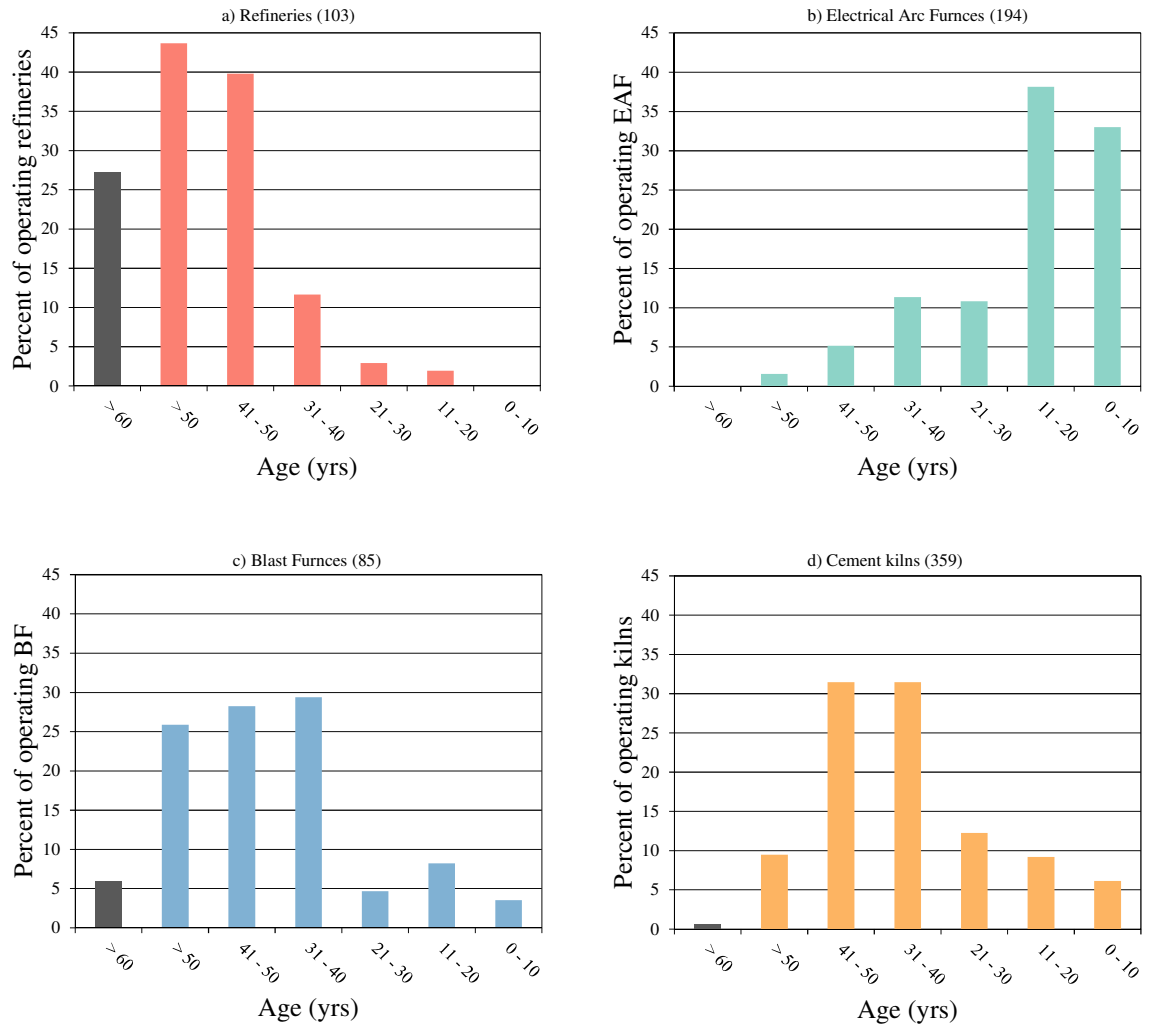 a) Refineries (103)
Percent of operating refineries
45
40
35
30
25
20
15
10
5
0
> 60
> 50
41 - 50
31 - 40
21 - 30
11 - 20
0 - 10
Age (yrs)
b) Electrical Arc Furnces (194)
Percent of operating EAF
45
40
35
30
25
20
15
10
5
0
> 60
> 50
41 - 50
31 - 40
21 - 30
11 - 20
0 - 10
Age (yrs)
c) Blast Furnces (85)
Percent of operating BF
45
40
35
30
25
20
15
10
5
0
> 60
> 50
41 - 50
31 - 40
21 - 30
11 - 20
0 - 10
Age (yrs)
d) Cement kilns (359)
Percent of operating kilns
45
40
35
30
25
20
15
10
5
0
> 60
> 50
41 - 50
31 - 40
21 - 30
11 - 20
0 - 10
Age (yrs)